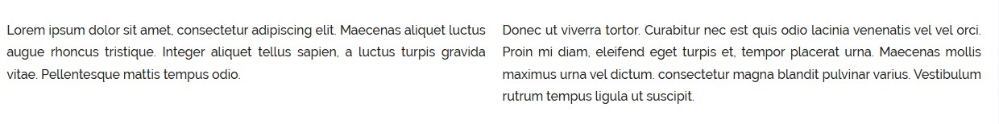 Lorem ipsum dolor sit amet, consectetur adipiscing elit. Maecenas aliquet luctus
augue rhoncus tristique. Integer aliquet tellus sapien, a luctus turpis gravida
vitae. Pellentesque mattis tempus odio.
Donec ut viverra tortor. Curabitur nec est quis odio lacinia venenatis vel vel orci.
Proin mi diam, eleifend eget turpis et, tempor placerat urna. Maecenas mollis
maximus urna vel dictum. consectetur magna blandit pulvinar varius. Vestibulum
rutrum tempus ligula ut suscipit.